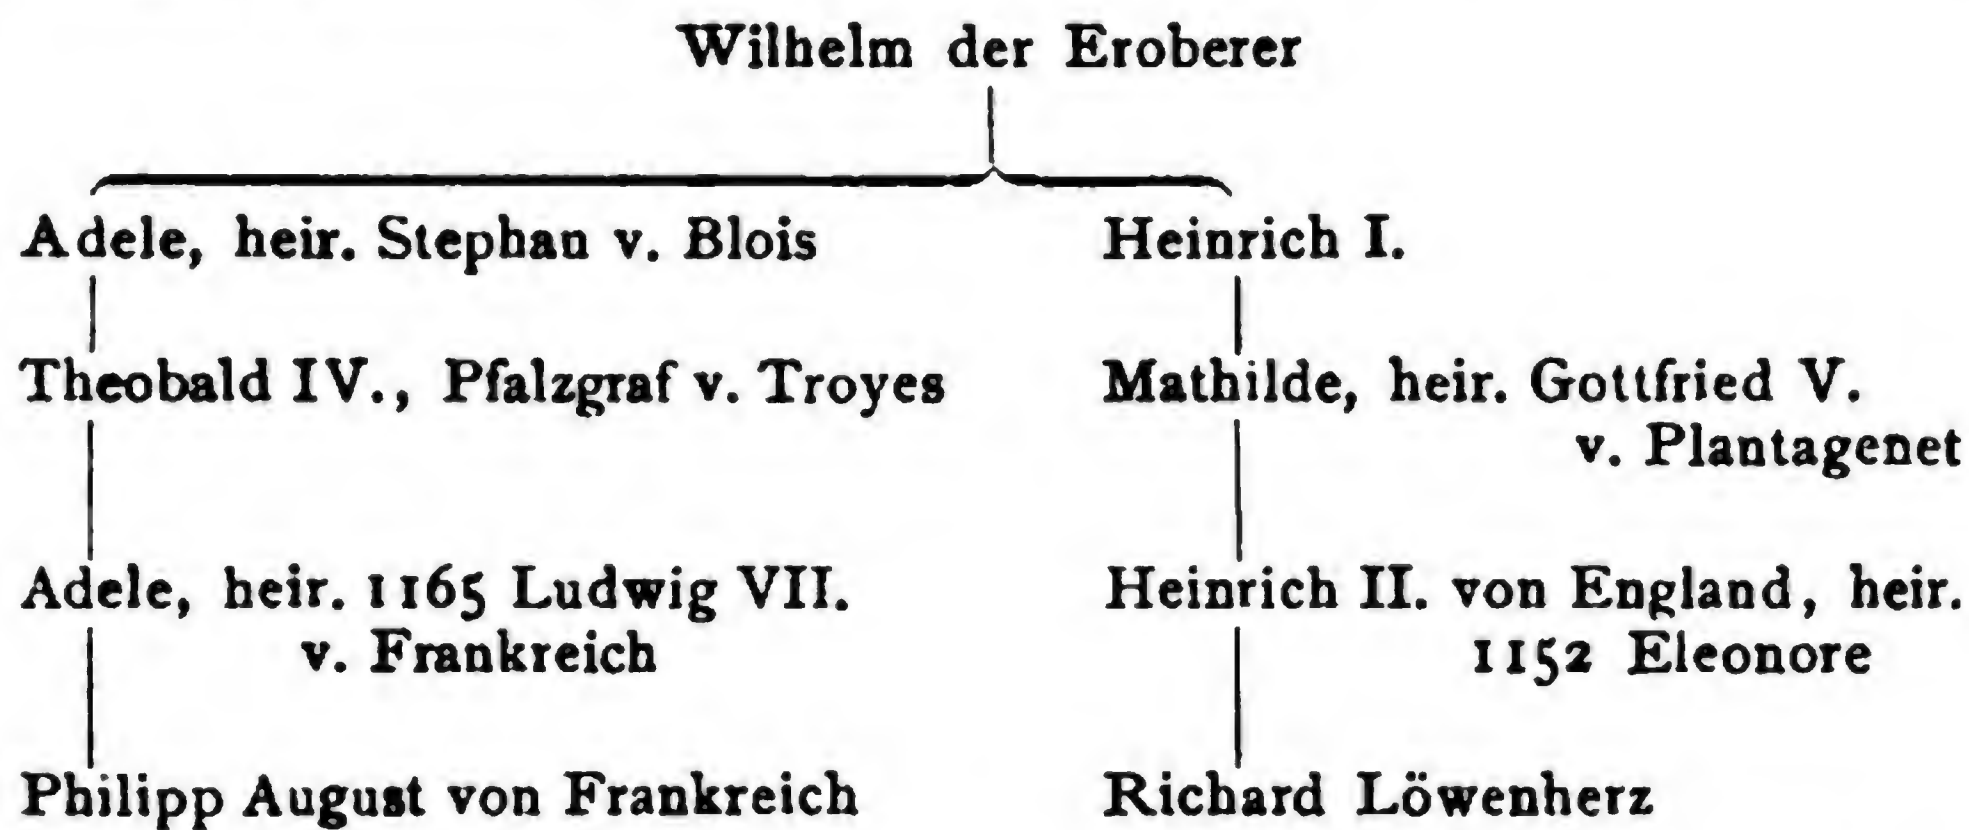 Wilhelm der Eroberer
Adele, heir. Stephan v. Blois
Heinrich I.
Theobald IV., Pfalzgraf v. Troyes
Mathilde, heir. Gottfried V.
v. Plantagenet
Adele, heir. 1165 Ludwig VII.
v. Frankreich
Heinrich II. von England, heir.
1152 Eleonore
Philipp August von Frankreich
Richard Löwenherz